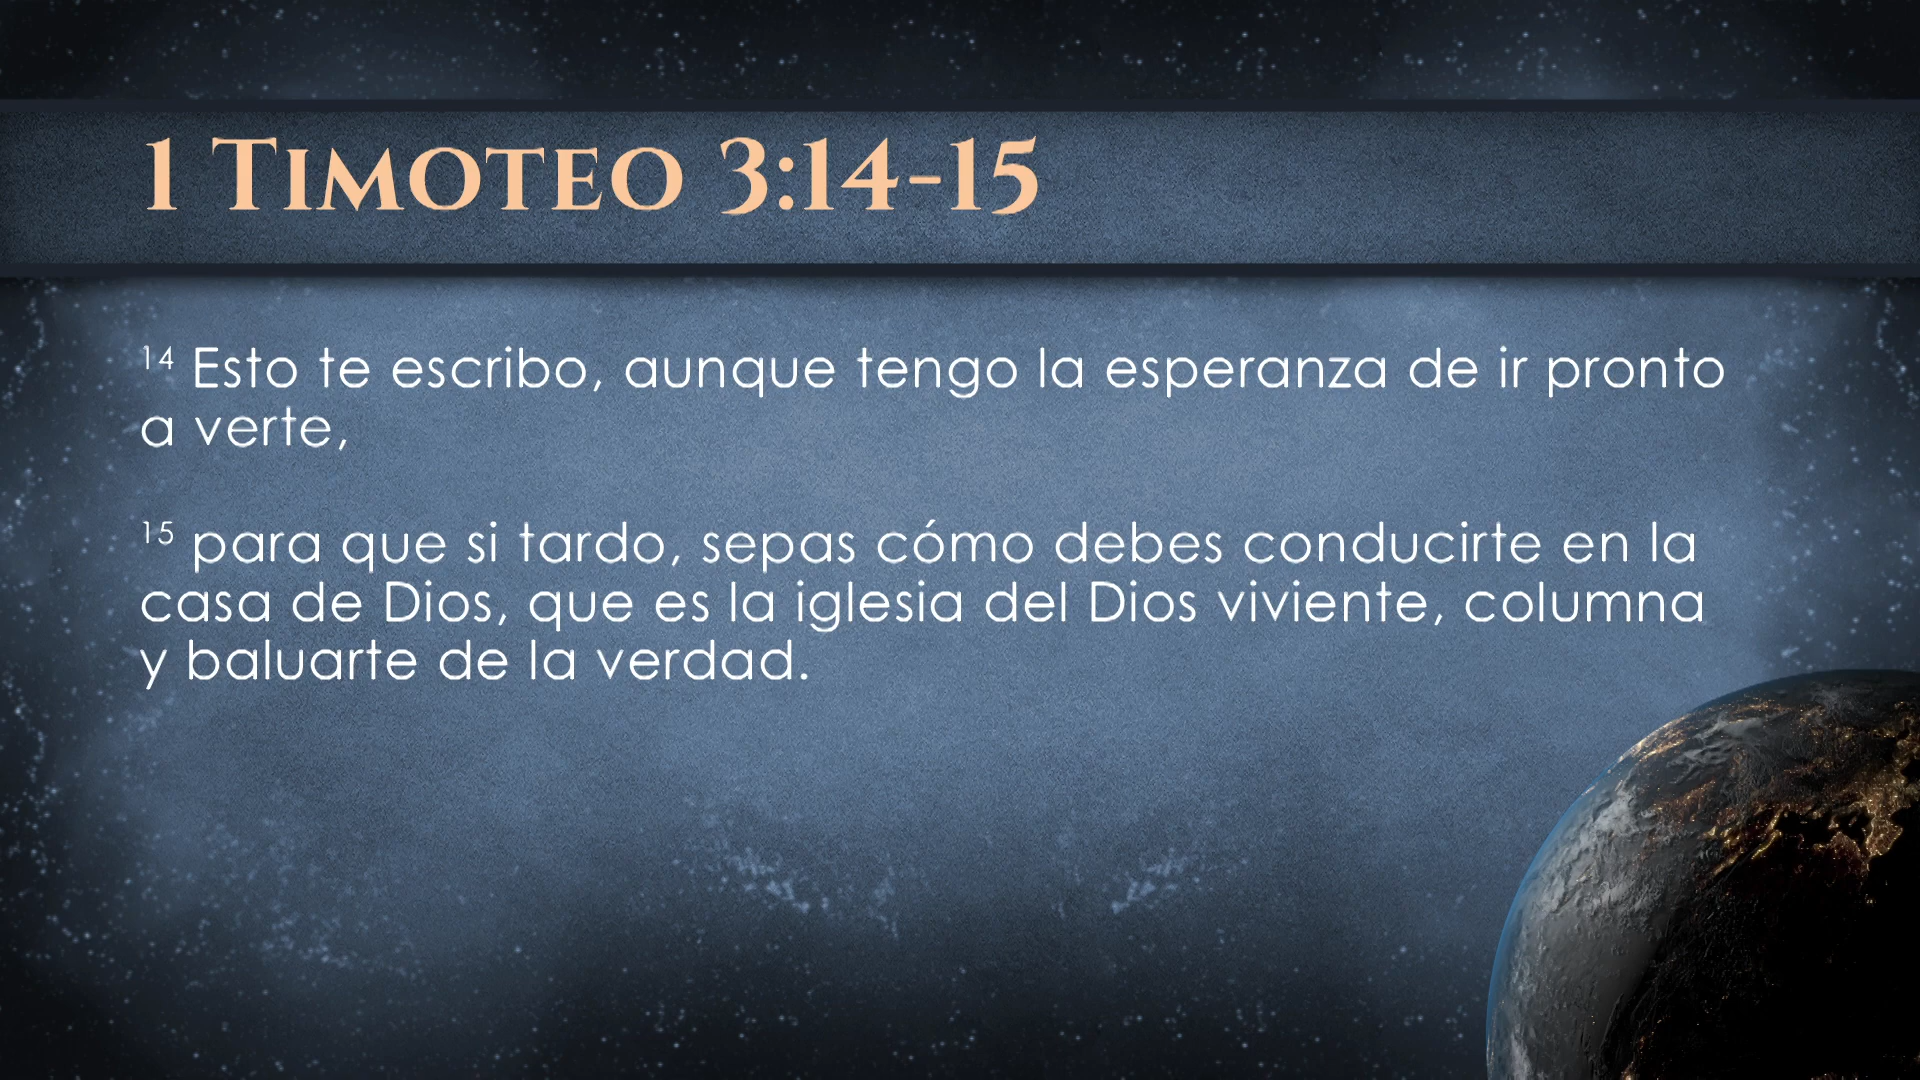 1 Timoteo 3:14-15
14 Esto te escribo, aunque tengo la esperanza de ir pronto
a verte,
15 para que si tardo, sepas cómo debes conducirte en la
casa de Dios, que es la iglesia del Dios viviente, columna
y baluarte de la verdad.